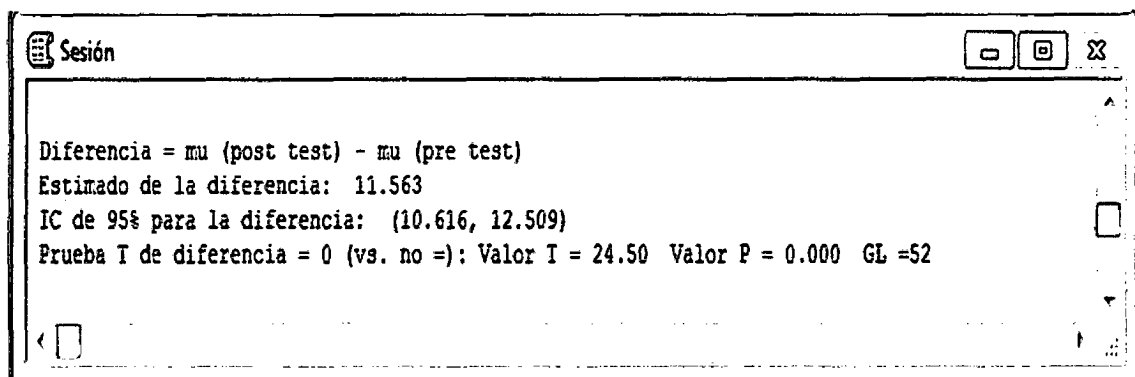 Sesión
Diferencia = mu (post test) - mu (pre test)
Estimado de la diferencia: 11.563
IC de 95% para la diferencia: (10.616, 12.509)
Prueba T de diferencia = 0 (vs. no =): Valor T = 24.50 Valor P = 0.000 GL =52